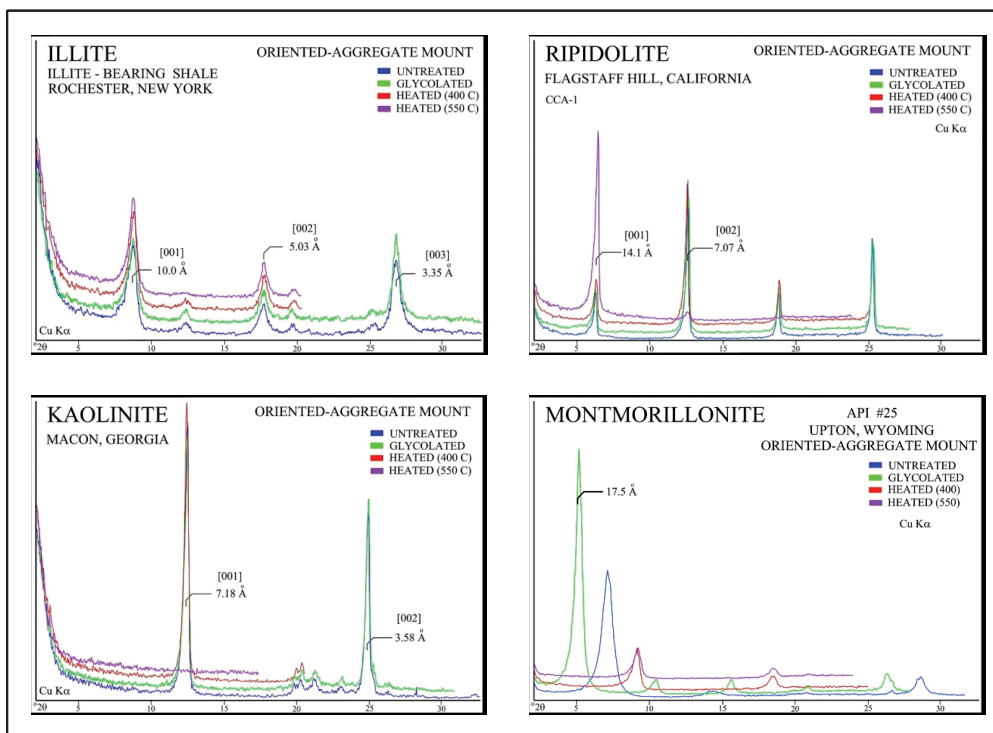 ILLITE
ILLITE - BEARING SHALE
ROCHESTER, NEW YORK
ORIENTED-AGGREGATE MOUNT
UNTREATED
GLYCOLATED
HEATED (400 C)
HEATED (550 C)
[001]
10.0 Å
[002]
5.03 Å
[003]
3.35 Å
Cu Kα
°2θ 5 10 15 20 25 30
RIPIDOLITE
FLAGSTAFF HILL, CALIFORNIA
CCA-1
ORIENTED-AGGREGATE MOUNT
UNTREATED
GLYCOLATED
HEATED (400 C)
HEATED (550 C)
Cu Kα
[001]
14.1 Å
[002]
7.07 Å
°2θ 5 10 15 20 25 30
KAOLINITE
MACON, GEORGIA
ORIENTED-AGGREGATE MOUNT
UNTREATED
GLYCOLATED
HEATED (400 C)
HEATED (550 C)
[001]
7.18 Å
[002]
3.58 Å
Cu Kα
°2θ 5 10 15 20 25 30
MONTMORILLONITE
API #25
UPTON, WYOMING
ORIENTED-AGGREGATE MOUNT
UNTREATED
GLYCOLATED
HEATED (400)
HEATED (550)
Cu Kα
17.5 Å
°2θ 5 10 15 20 25 30